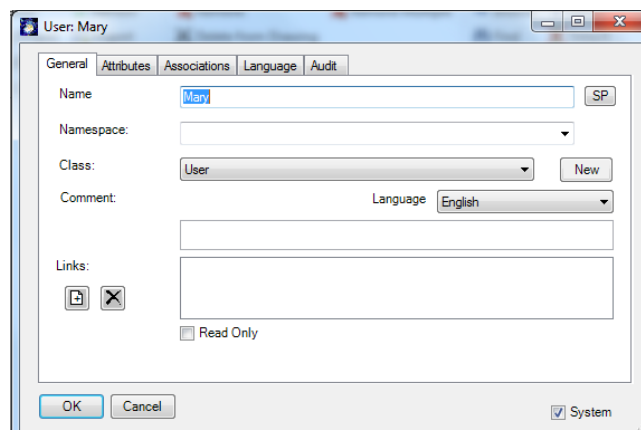 User: Mary
General Attributes Associations Language Audit
Name Mary SP
Namespace:
Class: User New
Comment: Language English
Links:
Read Only
OK Cancel System